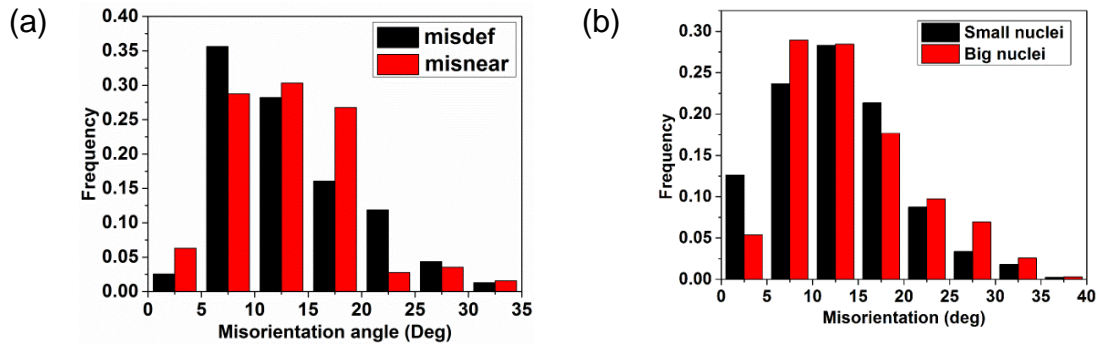 (a)
0.40
0.35
0.30
0.25
0.20
0.15
0.10
0.05
0.00
Frequency
misdef
misnear
0 5 10 15 20 25 30 35
Misorientation angle (Deg)
(b)
0.30
0.25
0.20
0.15
0.10
0.05
0.00
Frequency
Small nuclei
Big nuclei
0 5 10 15 20 25 30 35 40
Misorientation (deg)